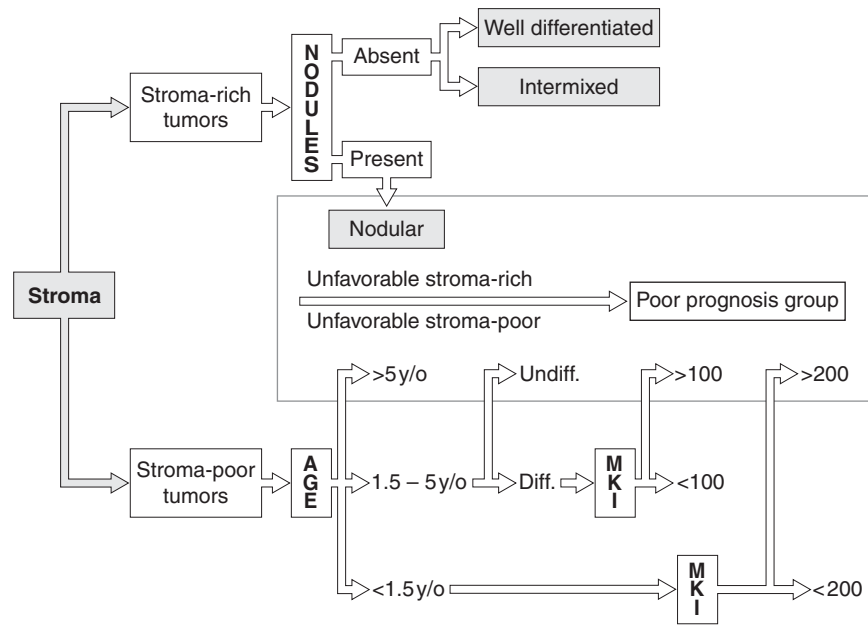 Well differentiated
Absent
Intermixed
Stroma-rich
tumors
NODULES
Present
Nodular
Unfavorable stroma-rich
Stroma
Poor prognosis group
Unfavorable stroma-poor
>5 y/o
Undiff.
>100
>200
Stroma-poor
tumors
AGE
1.5 – 5 y/o
Diff.
MKI
<100
<1.5 y/o
MKI
<200